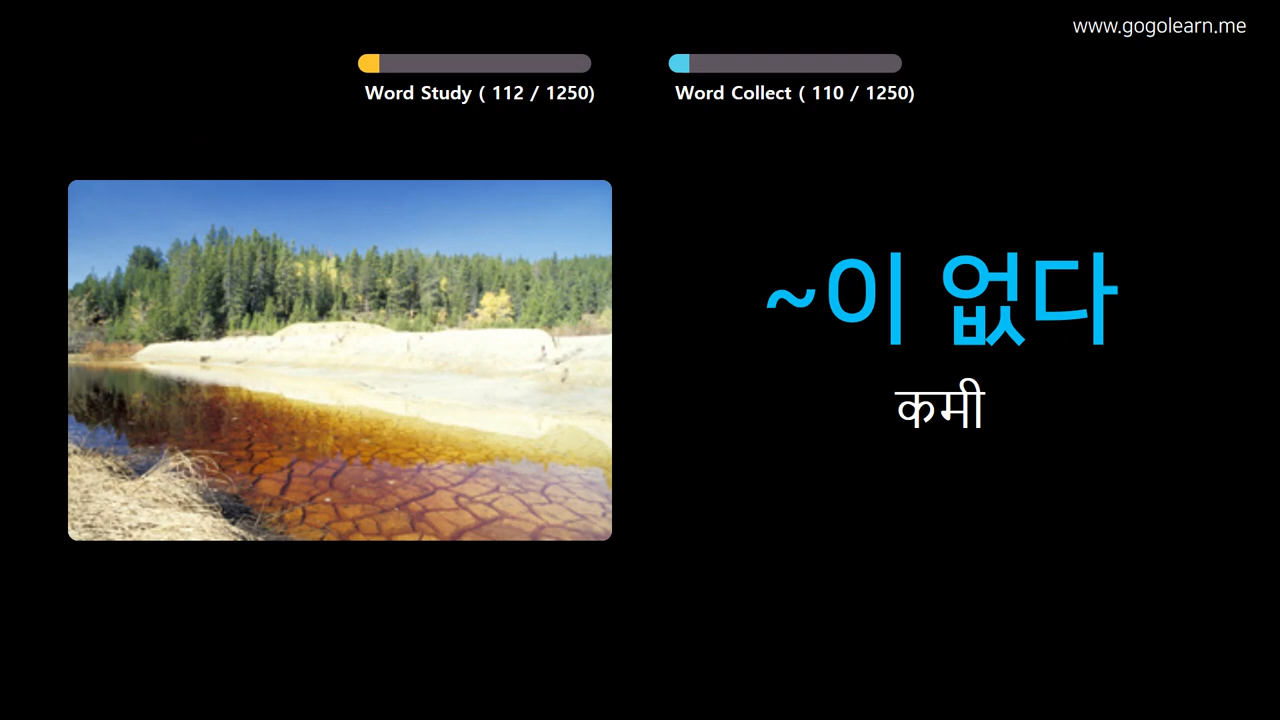 www.gogolearn.me
Word Study ( 112 / 1250)
Word Collect ( 110 / 1250)
~이 없다
कमी